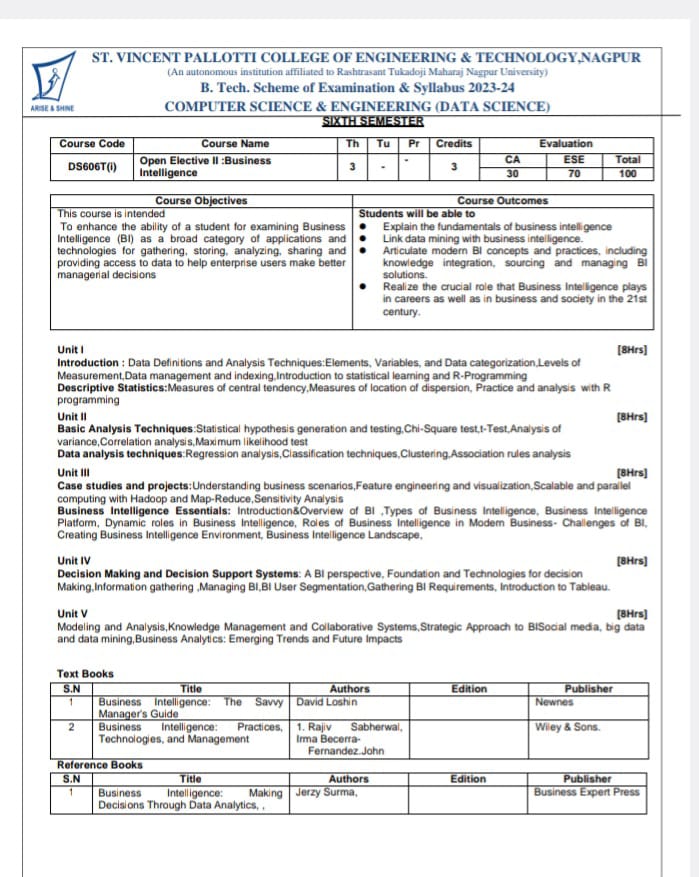 ST. VINCENT PALLOTTI COLLEGE OF ENGINEERING & TECHNOLOGY,NAGPUR
(An autonomous institution affiliated to Rashtrasant Tukadoji Maharaj Nagpur University)
B. Tech. Scheme of Examination & Syllabus 2023-24
ARISE & SHINE
COMPUTER SCIENCE & ENGINEERING (DATA SCIENCE)
SIXTH SEMESTER
Course Code Course Name Th Tu Pr Credits Evaluation
DS606T(i) Open Elective II :Business Intelligence 3 - - 3 CA ESE Total
30 70 100
Course Objectives
This course is intended
To enhance the ability of a student for examining Business
Intelligence (BI) as a broad category of applications and
technologies for gathering, storing, analyzing, sharing and
providing access to data to help enterprise users make better
managerial decisions
Course Outcomes
Students will be able to
• Explain the fundamentals of business intelligence
• Link data mining with business intelligence.
• Articulate modern BI concepts and practices, including
knowledge integration, sourcing and managing BI
solutions.
• Realize the crucial role that Business Intelligence plays
in careers as well as in business and society in the 21st
century.
Unit I [8Hrs]
Introduction : Data Definitions and Analysis Techniques:Elements, Variables, and Data categorization,Levels of
Measurement,Data management and indexing,Introduction to statistical learning and R-Programming
Descriptive Statistics:Measures of central tendency,Measures of location of dispersion, Practice and analysis with R
programming
Unit II [8Hrs]
Basic Analysis Techniques:Statistical hypothesis generation and testing,Chi-Square test,t-Test,Analysis of
variance,Correlation analysis,Maximum likelihood test
Data analysis techniques:Regression analysis,Classification techniques,Clustering,Association rules analysis
Unit III [8Hrs]
Case studies and projects:Understanding business scenarios,Feature engineering and visualization,Scalable and parallel
computing with Hadoop and Map-Reduce,Sensitivity Analysis
Business Intelligence Essentials: Introduction&Overview of BI ,Types of Business Intelligence, Business Intelligence
Platform, Dynamic roles in Business Intelligence, Roles of Business Intelligence in Modern Business- Challenges of BI,
Creating Business Intelligence Environment, Business Intelligence Landscape,
Unit IV [8Hrs]
Decision Making and Decision Support Systems: A BI perspective, Foundation and Technologies for decision
Making,Information gathering ,Managing BI,BI User Segmentation,Gathering BI Requirements, Introduction to Tableau.
Unit V [8Hrs]
Modeling and Analysis,Knowledge Management and Collaborative Systems,Strategic Approach to BISocial media, big data
and data mining,Business Analytics: Emerging Trends and Future Impacts
Text Books
S.N Title Authors Edition Publisher
1 Business Intelligence: The Savvy David Loshin Newnes
Manager's Guide
2 Business Intelligence: Practices, 1. Rajiv Sabherwal, Wiley & Sons.
Technologies, and Management Irma Becerra-
Fernandez.John
Reference Books
S.N Title Authors Edition Publisher
1 Business Intelligence: Making Jerzy Surma, Business Expert Press
Decisions Through Data Analytics, ,